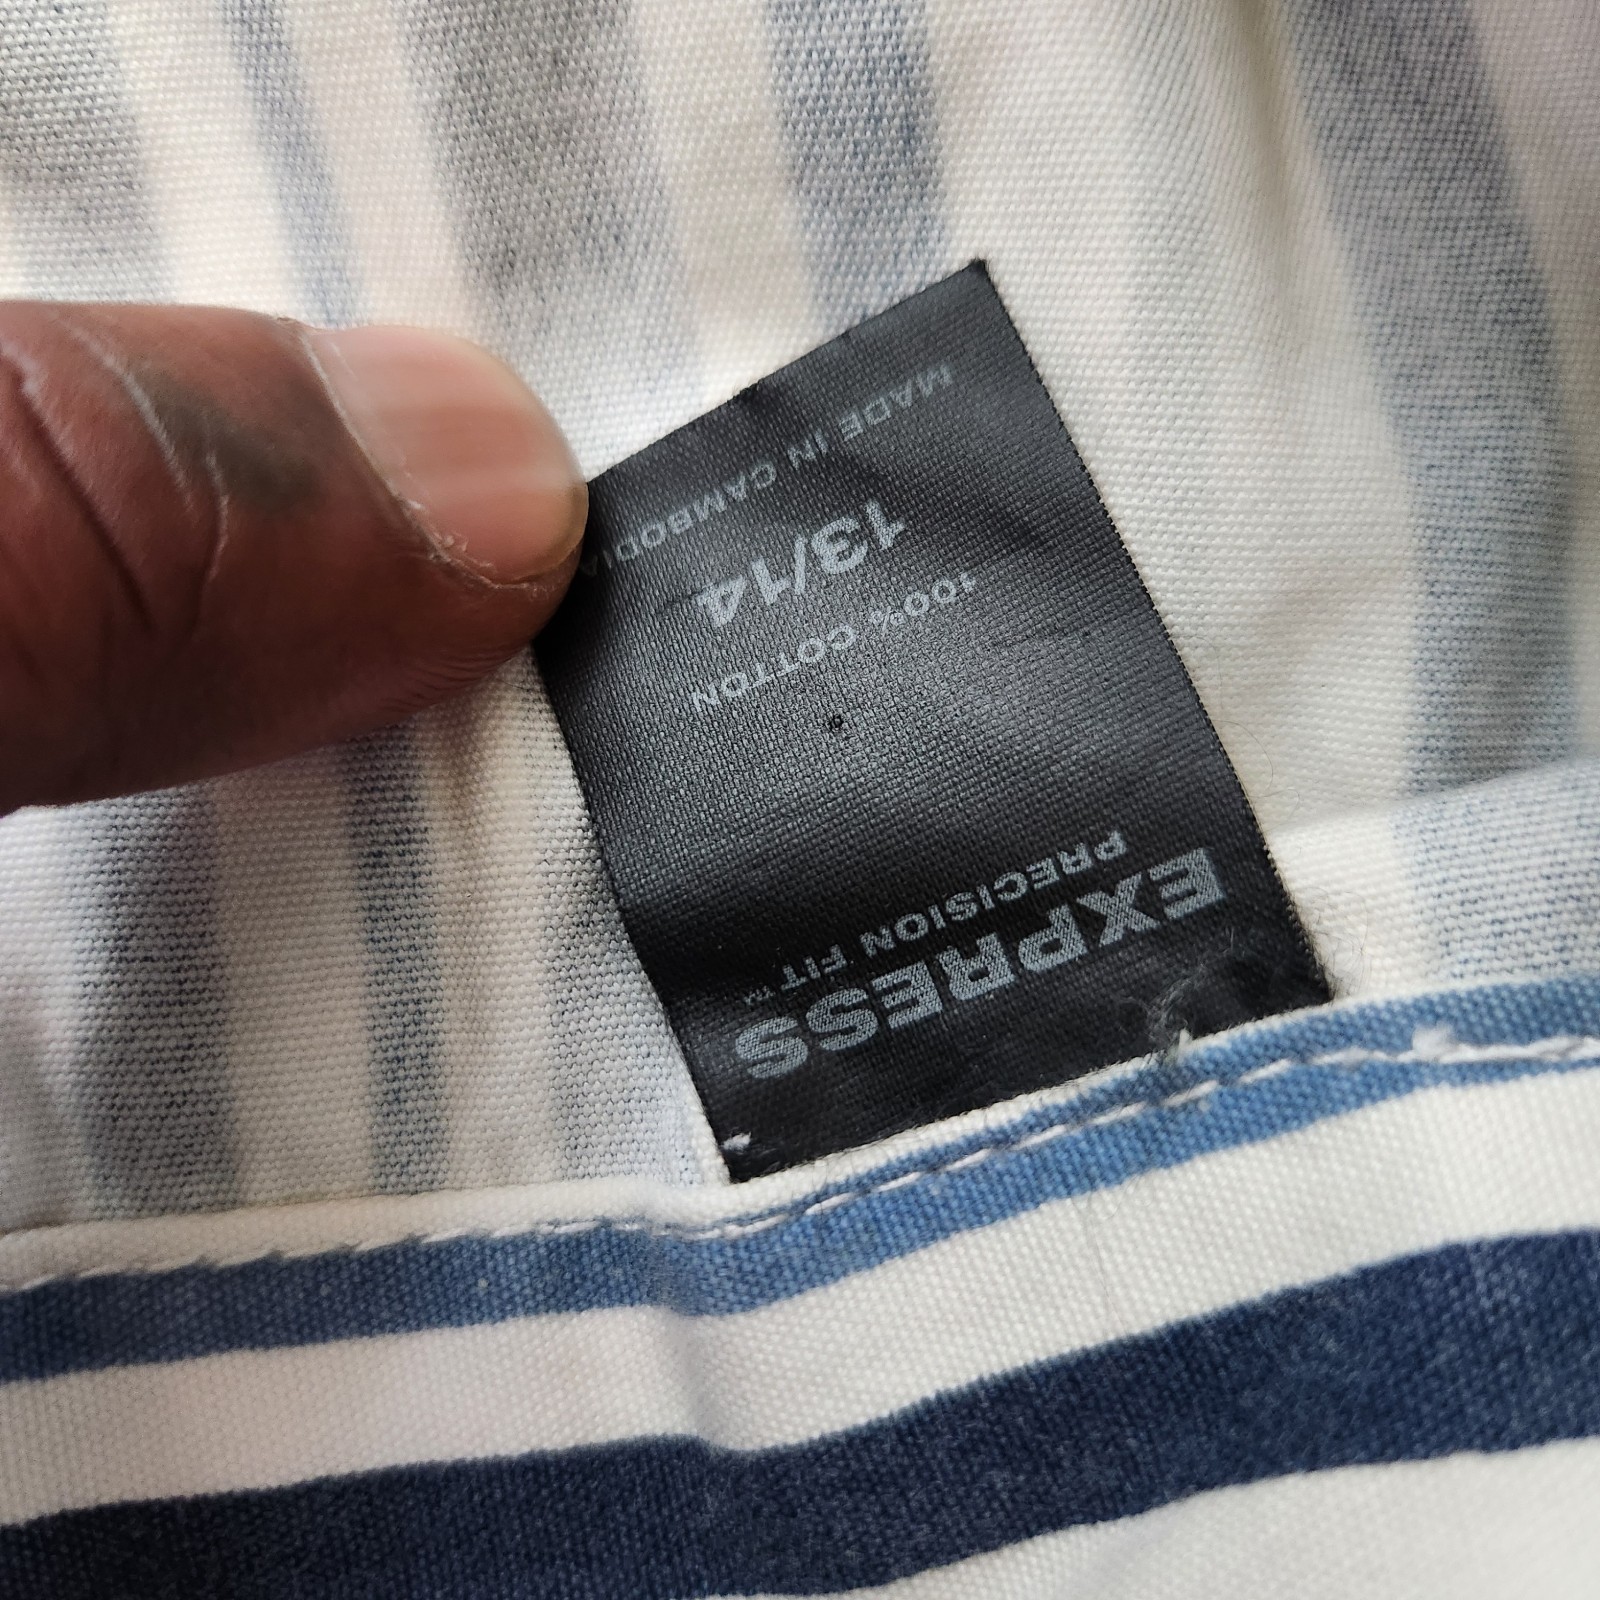 EXPRESS
PRECISION FIT™
100% COTTON
13/14
MADE IN CAMBODIA